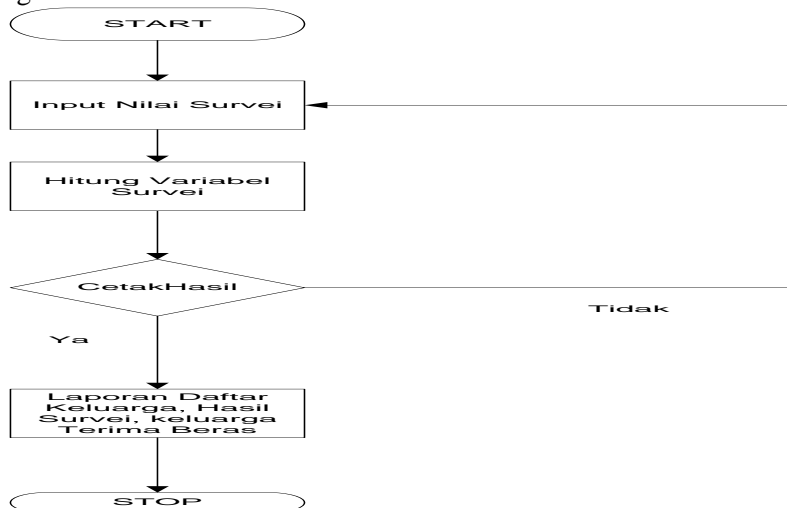 START
Input Nilai Survei
Hitung Variabel
Survei
CetakHasil
Tidak
Ya
Laporan Daftar
Keluarga, Hasil
Survei, keluarga
Terima Beras
STOP